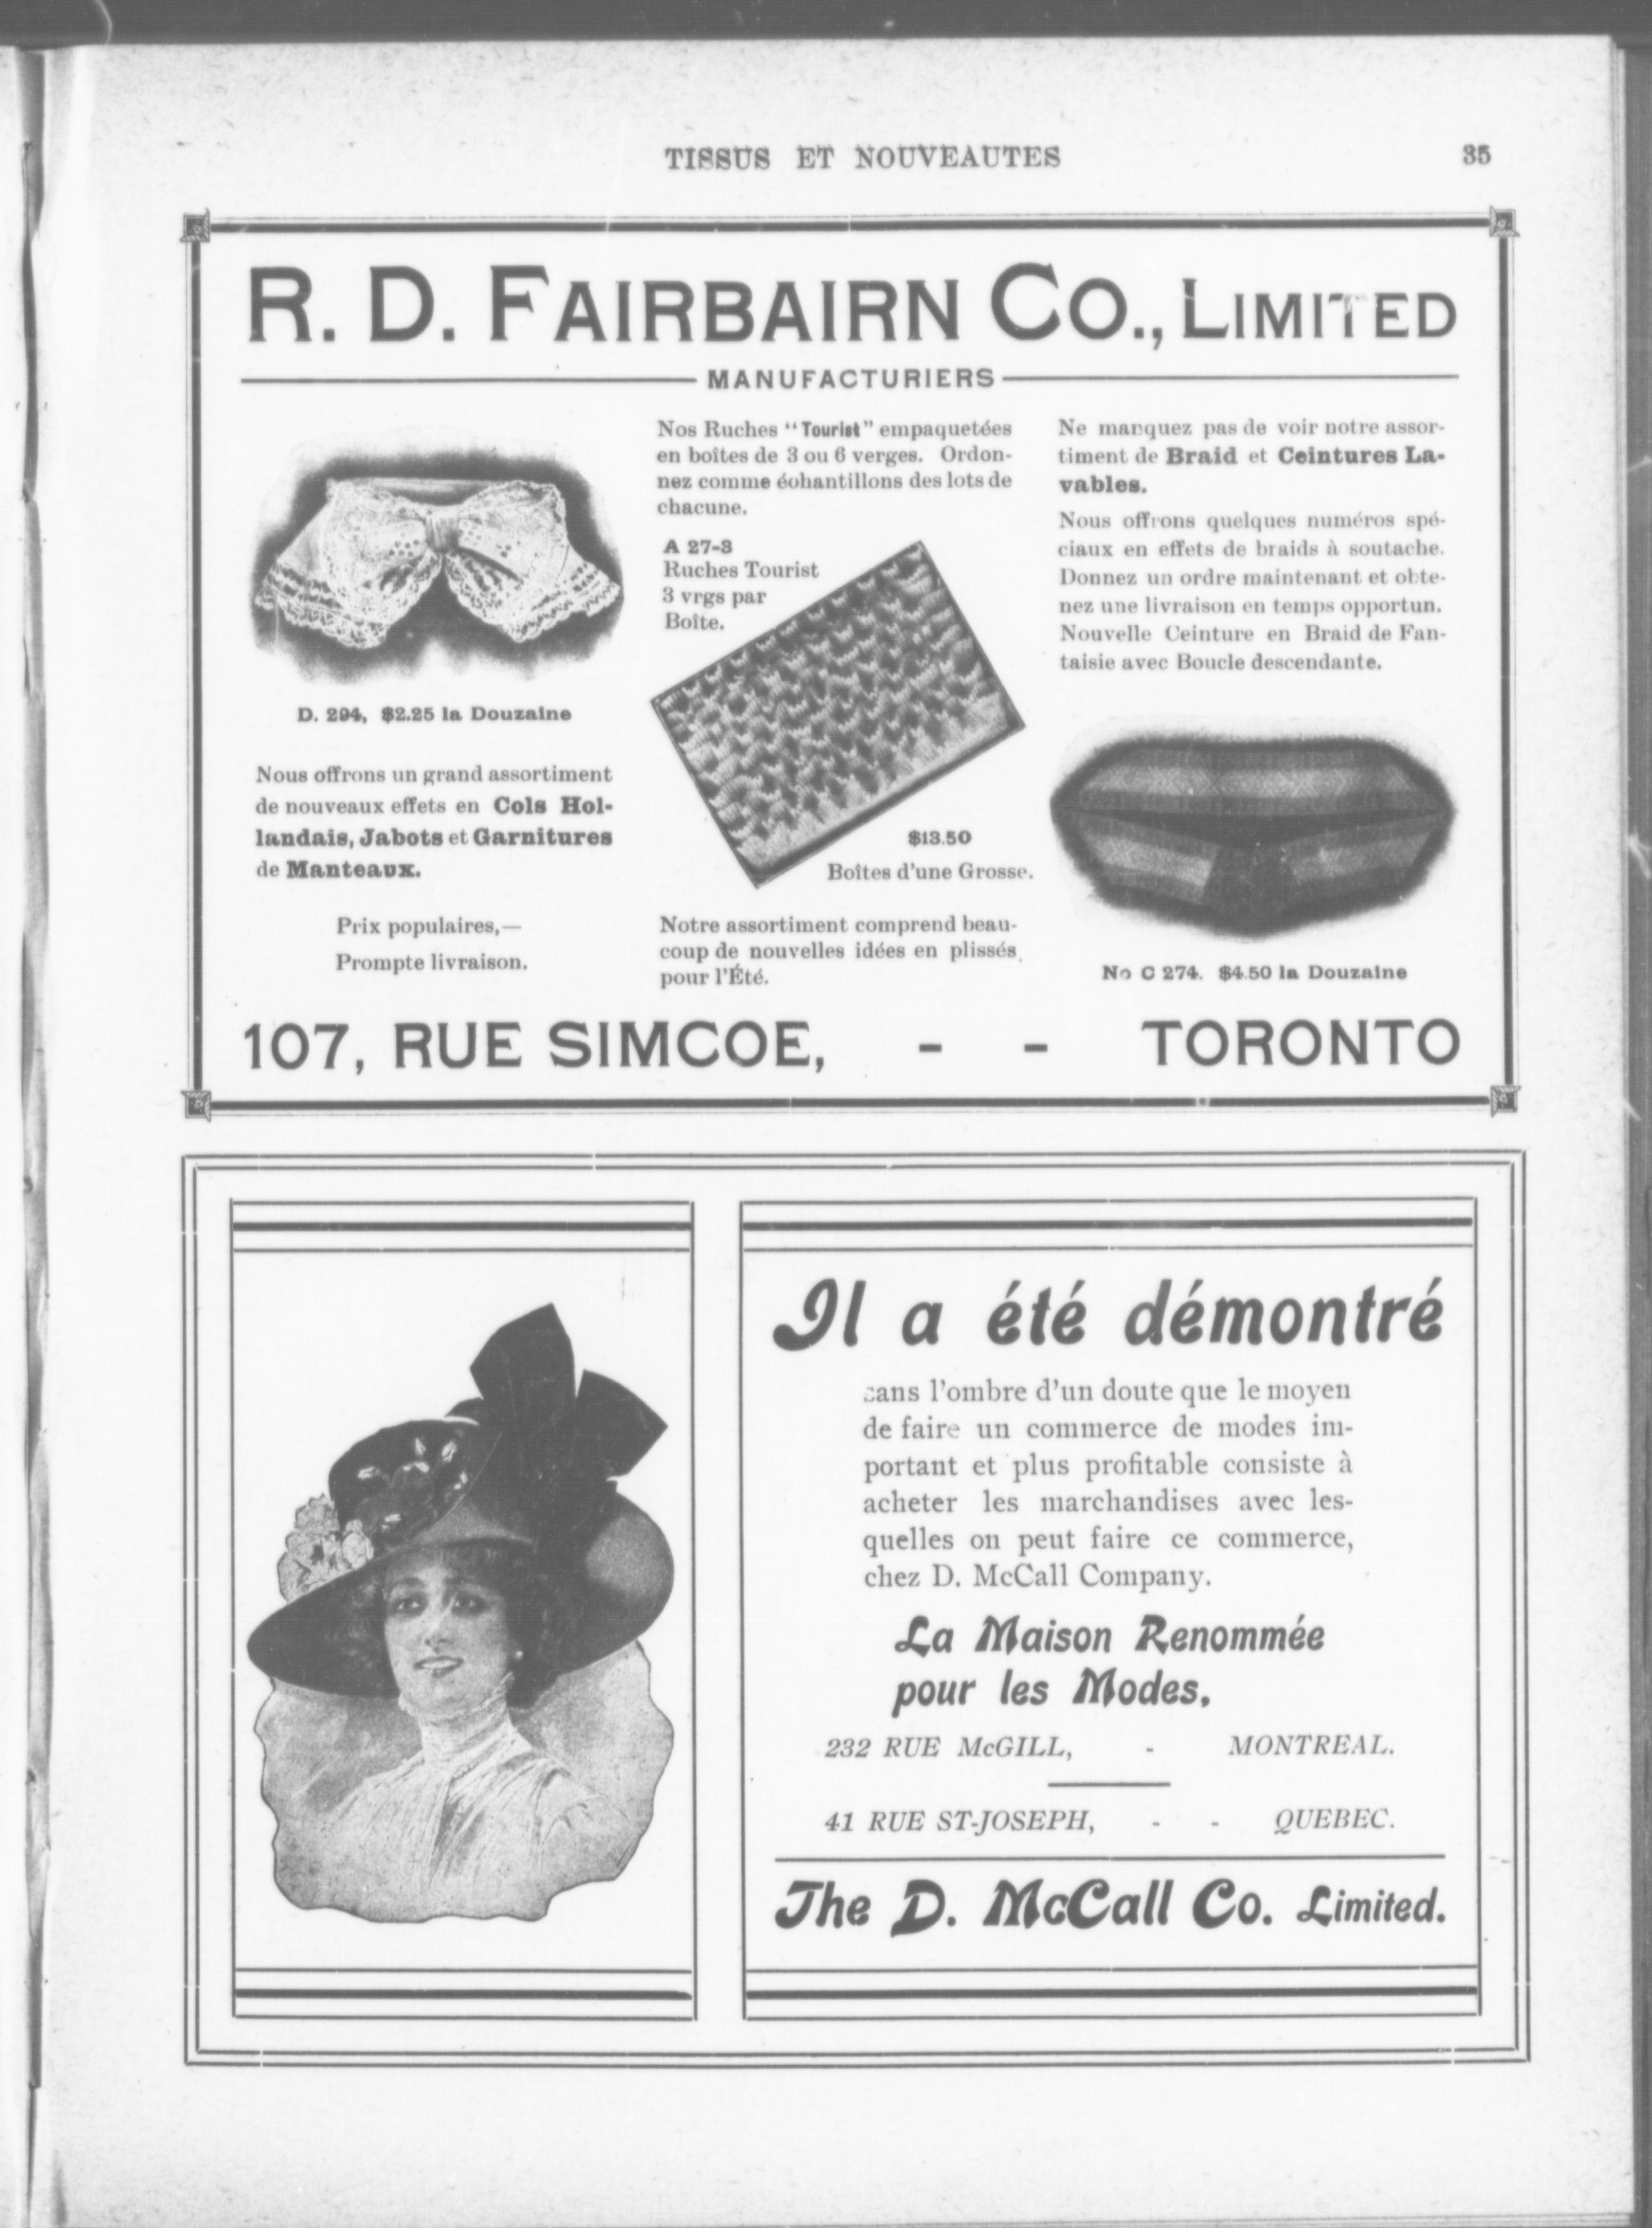 TISSUS ET NOUVEAUTES 35
R. D. FAIRBAIRN CO., LIMITED
MANUFACTURIERS
D. 294, $2.25 la Douzaine
Nous offrons un grand assortiment
de nouveaux effets en Cols Hol-
landais, Jabots et Garnitures
de Manteaux.
Prix populaires,—
Prompte livraison.
Nos Ruches "Tourist" empaquetées
en boîtes de 3 ou 6 verges. Ordon-
nez comme échantillons des lots de
chacune.
A 27-3
Ruches Tourist
3 vrgs par
Boîte.
$13.50
Boîtes d'une Grosse.
Notre assortiment comprend beau-
coup de nouvelles idées en plissés
pour l'Été.
Ne manquez pas de voir notre assor-
timent de Braid et Ceintures La-
vables.
Nous offrons quelques numéros spé-
ciaux en effets de braids à soutache.
Donnez un ordre maintenant et obte-
nez une livraison en temps opportun.
Nouvelle Ceinture en Braid de Fan-
taisie avec Boucle descendante.
No C 274. $4.50 la Douzaine
107, RUE SIMCOE, - - TORONTO
Il a été démontré
sans l'ombre d'un doute que le moyen
de faire un commerce de modes im-
portant et plus profitable consiste à
acheter les marchandises avec les-
quelles on peut faire ce commerce,
chez D. McCall Company.
La Maison Renommée
pour les Modes.
232 RUE McGILL, - MONTREAL.
41 RUE ST-JOSEPH, - - QUEBEC.
The D. McCall Co. Limited.